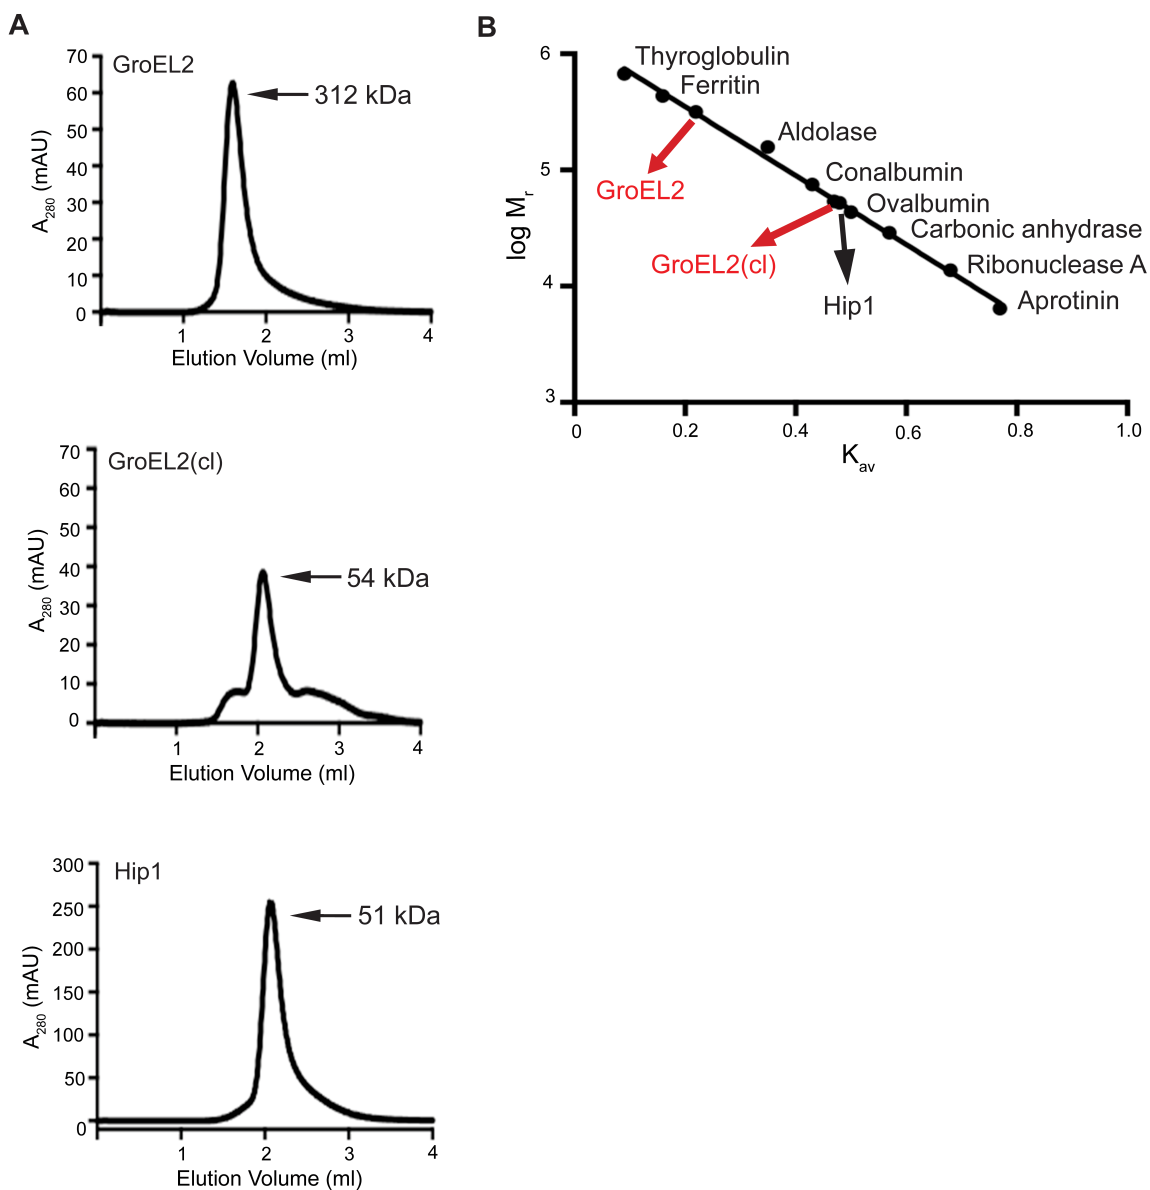 A
GroEL2
312 kDa
A280 (mAU)
70
60
50
40
30
20
10
0
1
2
3
4
Elution Volume (ml)
GroEL2(cl)
54 kDa
A280 (mAU)
70
60
50
40
30
20
10
0
1
2
3
4
Elution Volume (ml)
Hip1
51 kDa
A280 (mAU)
300
250
200
150
100
50
0
1
2
3
4
Elution Volume (ml)
B
log Mr
6
5
4
3
Thyroglobulin
Ferritin
Aldolase
GroEL2
Conalbumin
Ovalbumin
Carbonic anhydrase
GroEL2(cl)
Ribonuclease A
Hip1
Aprotinin
0
0.2
0.4
0.6
0.8
1.0
Kav